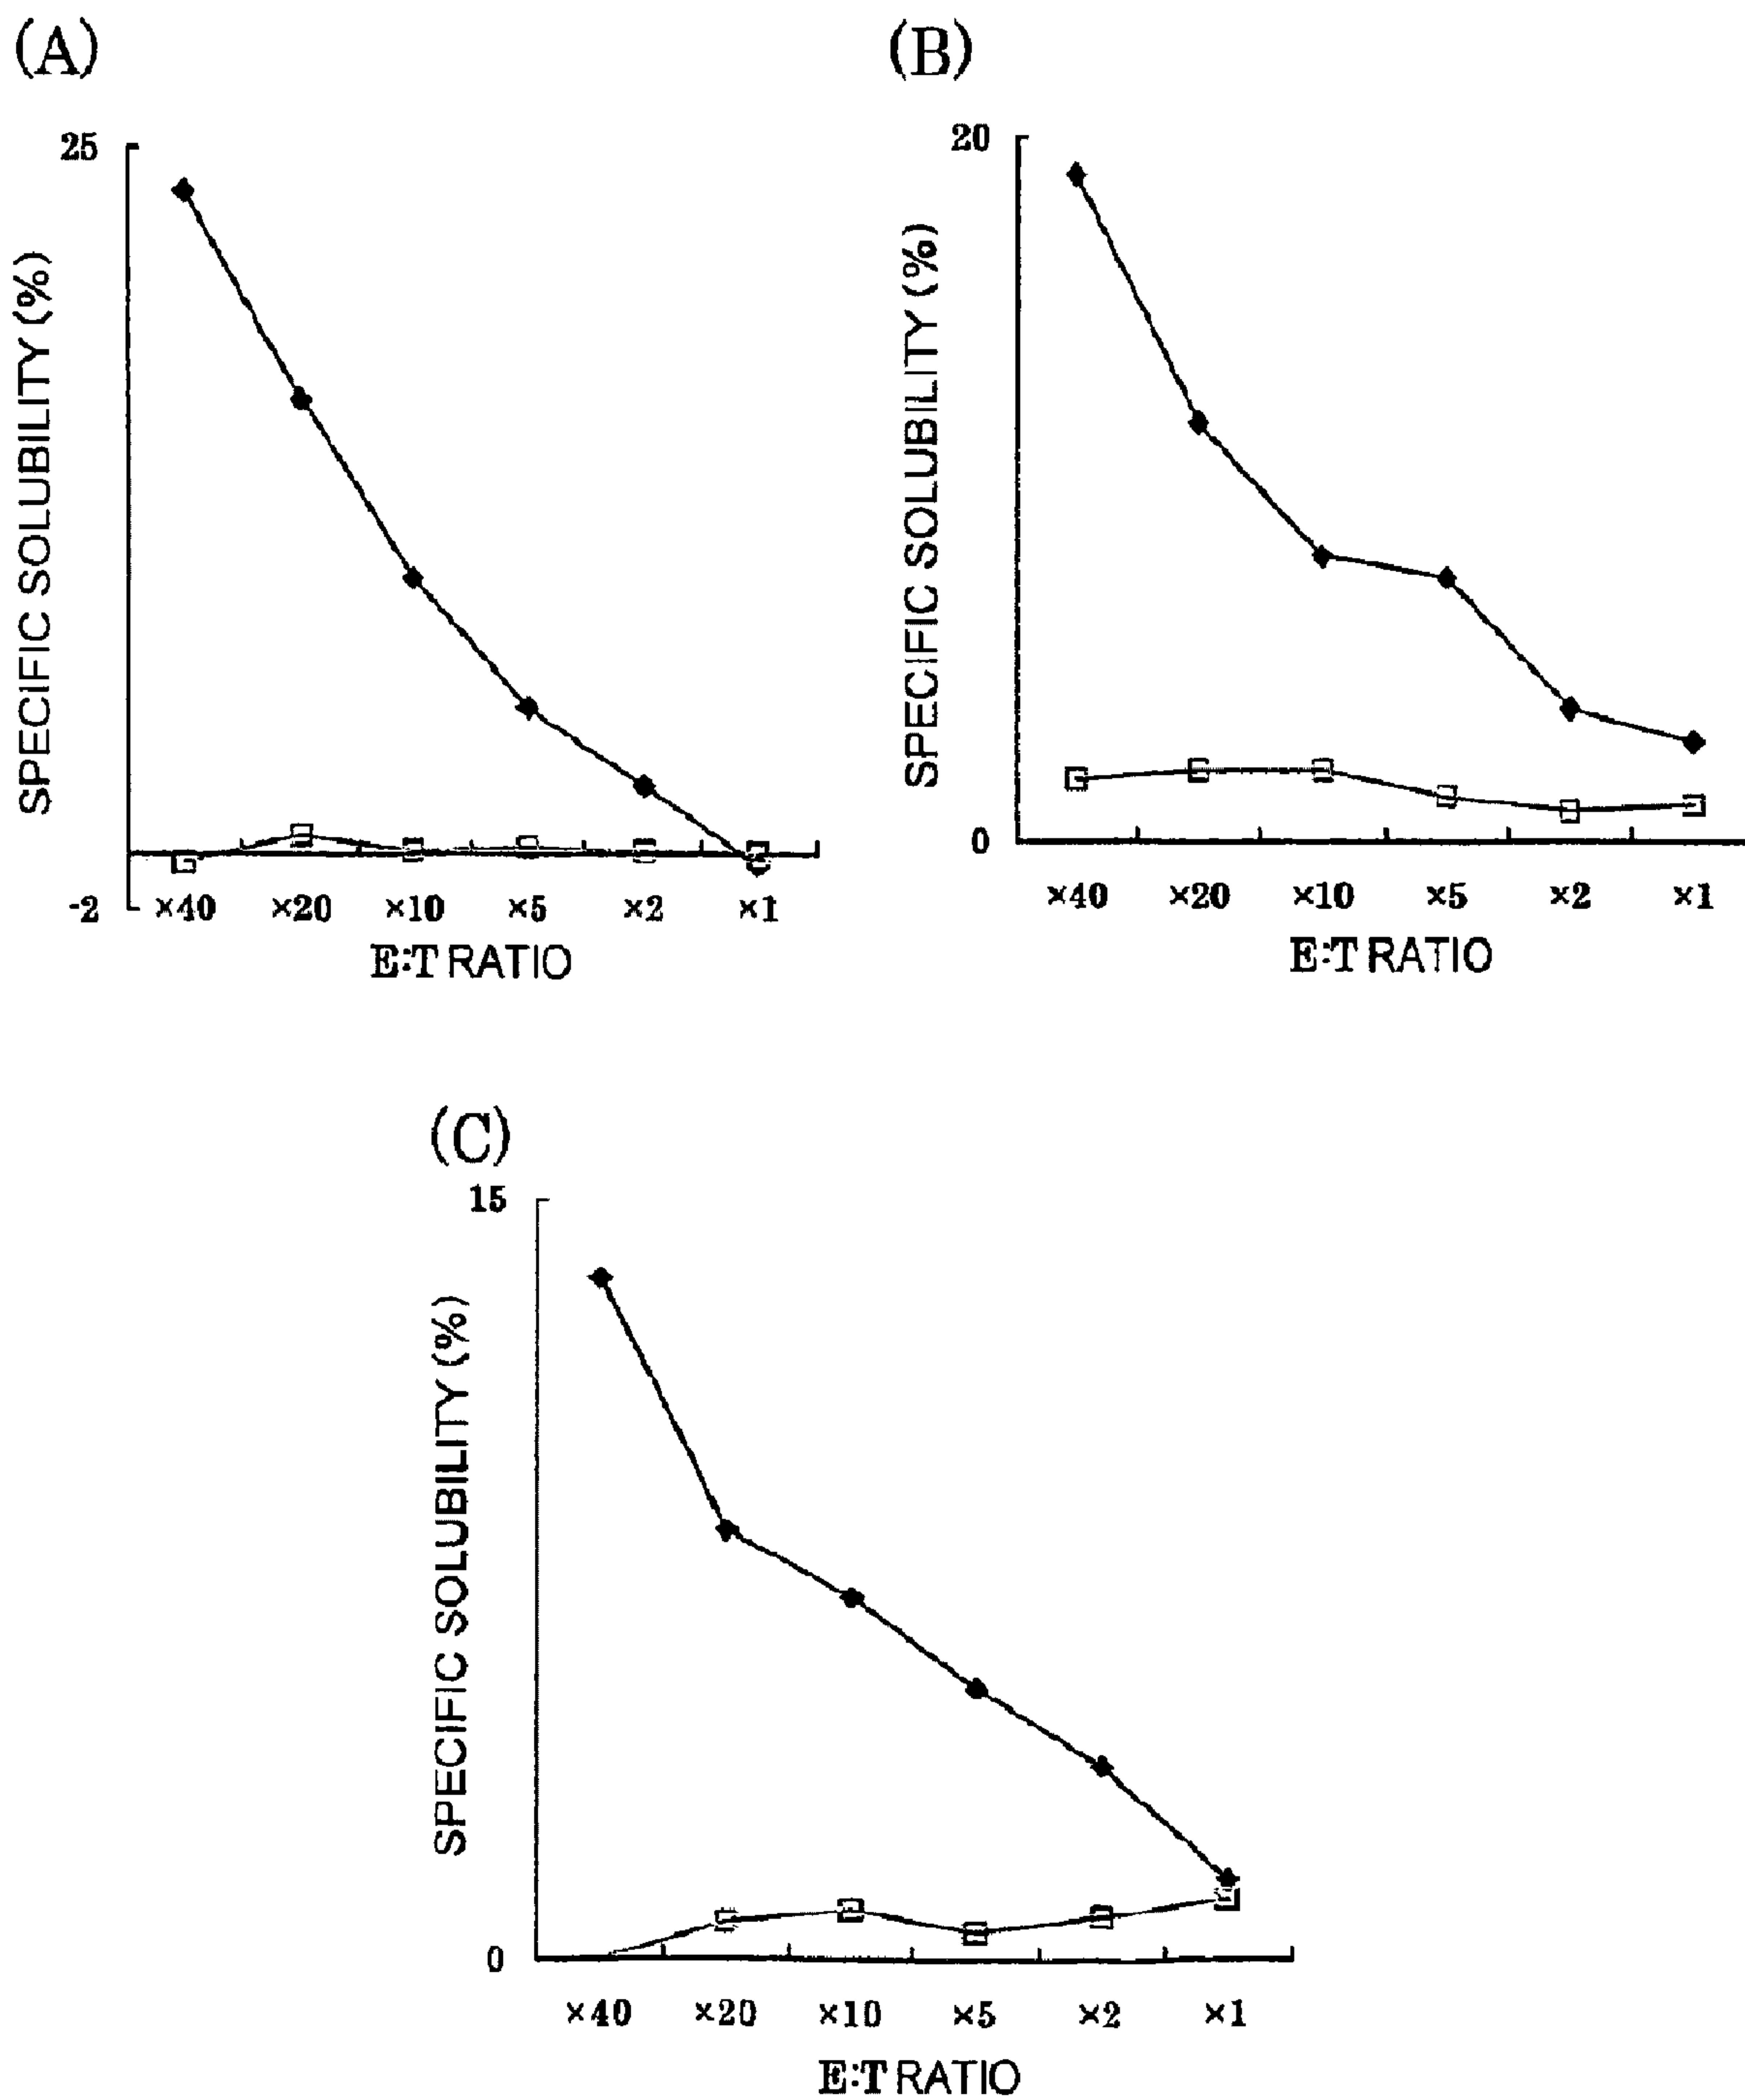 (A)
25
SPECIFIC SOLUBILITY (%)
-2
×40 ×20 ×10 ×5 ×2 ×1
E:T RATIO
(B)
20
SPECIFIC SOLUBILITY (%)
0
×40 ×20 ×10 ×5 ×2 ×1
E:T RATIO
(C)
15
SPECIFIC SOLUBILITY (%)
0
×40 ×20 ×10 ×5 ×2 ×1
E:T RATIO